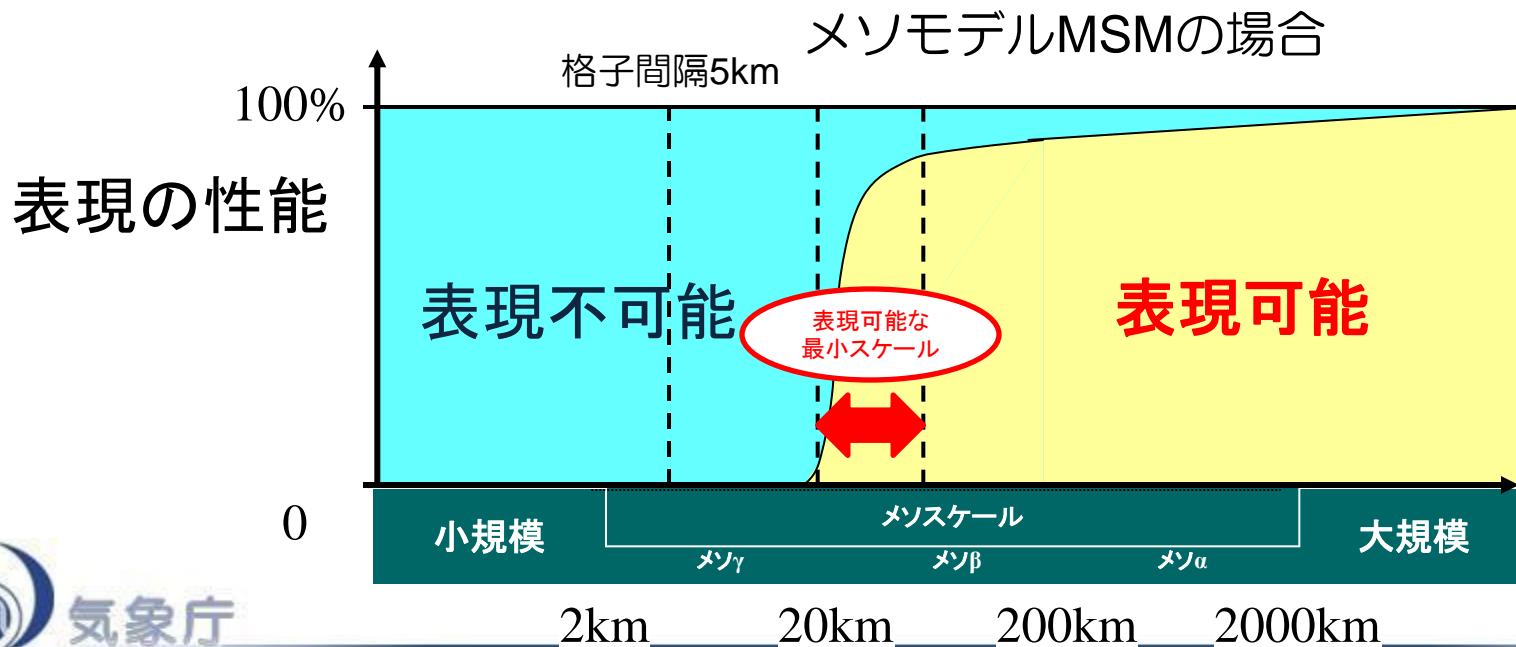 メソモデルMSMの場合
格子間隔5km
100%
表現の性能
表現不可能
表現可能な
最小スケール
表現可能
0
小規模
メソスケール
大規模
メソγ
メソβ
メソα
気象庁
2km
20km
200km
2000km